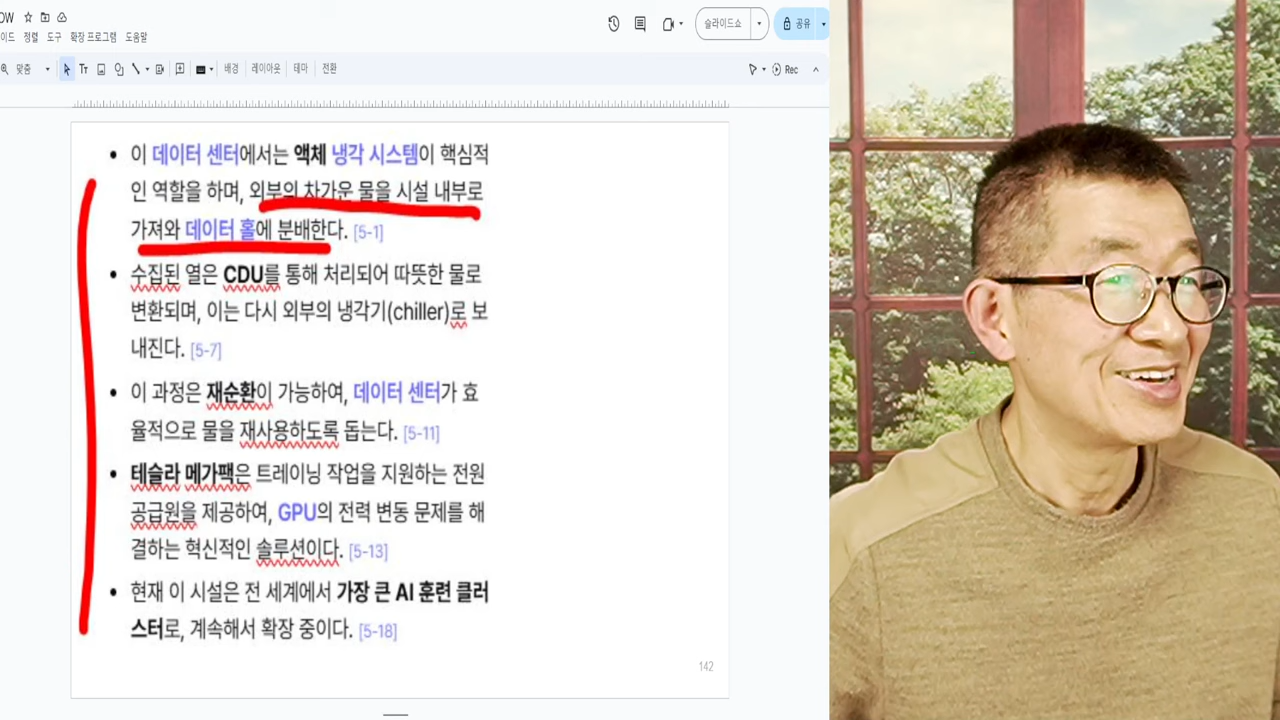 OW
이드 정렬 도구 확장 프로그램 도움말
슬라이드쇼
공유
맞춤
Tr
배경 레이아웃 테마 전환
Rec
• 이 데이터 센터에서는 액체 냉각 시스템이 핵심적
인 역할을 하며, 외부의 차가운 물을 시설 내부로
가져와 데이터 홀에 분배한다. [5-1]
• 수집된 열은 CDU를 통해 처리되어 따뜻한 물로
변환되며, 이는 다시 외부의 냉각기(chiller)로 보
내진다. [5-7]
• 이 과정은 재순환이 가능하여, 데이터 센터가 효
율적으로 물을 재사용하도록 돕는다. [5-11]
• 테슬라 메가팩은 트레이닝 작업을 지원하는 전원
공급원을 제공하여, GPU의 전력 변동 문제를 해
결하는 혁신적인 솔루션이다. [5-13]
• 현재 이 시설은 전 세계에서 가장 큰 AI 훈련 클러
스터로, 계속해서 확장 중이다. [5-18]
142